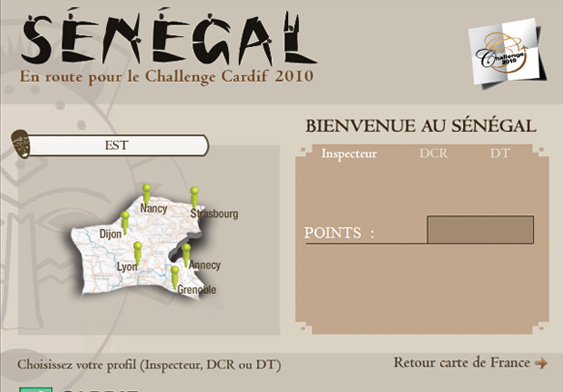 SÉNÉGAL
En route pour le Challenge Cardif 2010
Challenge
2010
BIENVENUE AU SÉNÉGAL
EST
Inspecteur DCR DT
Nancy
Strasbourg
Dijon
Lyon
Annecy
Grenoble
POINTS :
Choisissez votre profil (Inspecteur, DCR ou DT)
Retour carte de France